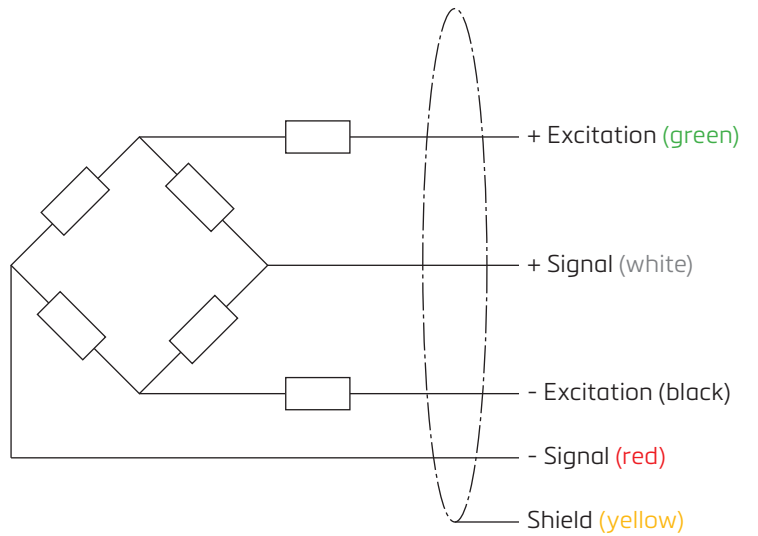 + Excitation (green)
+ Signal (white)
- Excitation (black)
- Signal (red)
Shield (yellow)